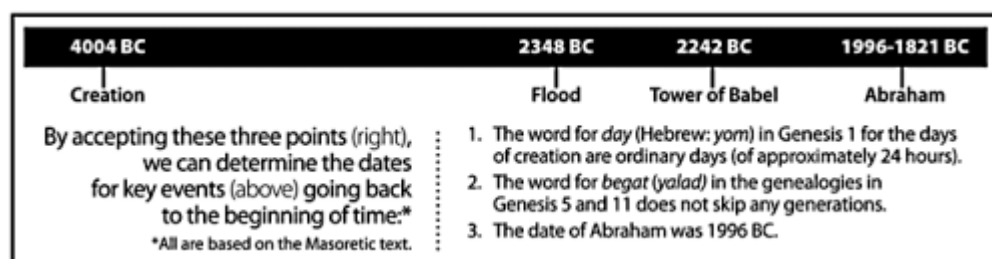 4004 BC 2348 BC 2242 BC 1996-1821 BC
Creation Flood Tower of Babel Abraham
By accepting these three points (right),
we can determine the dates
for key events (above) going back
to the beginning of time:*
*All are based on the Masoretic text.
1. The word for day (Hebrew: yom) in Genesis 1 for the days
of creation are ordinary days (of approximately 24 hours).
2. The word for begat (yalad) in the genealogies in
Genesis 5 and 11 does not skip any generations.
3. The date of Abraham was 1996 BC.